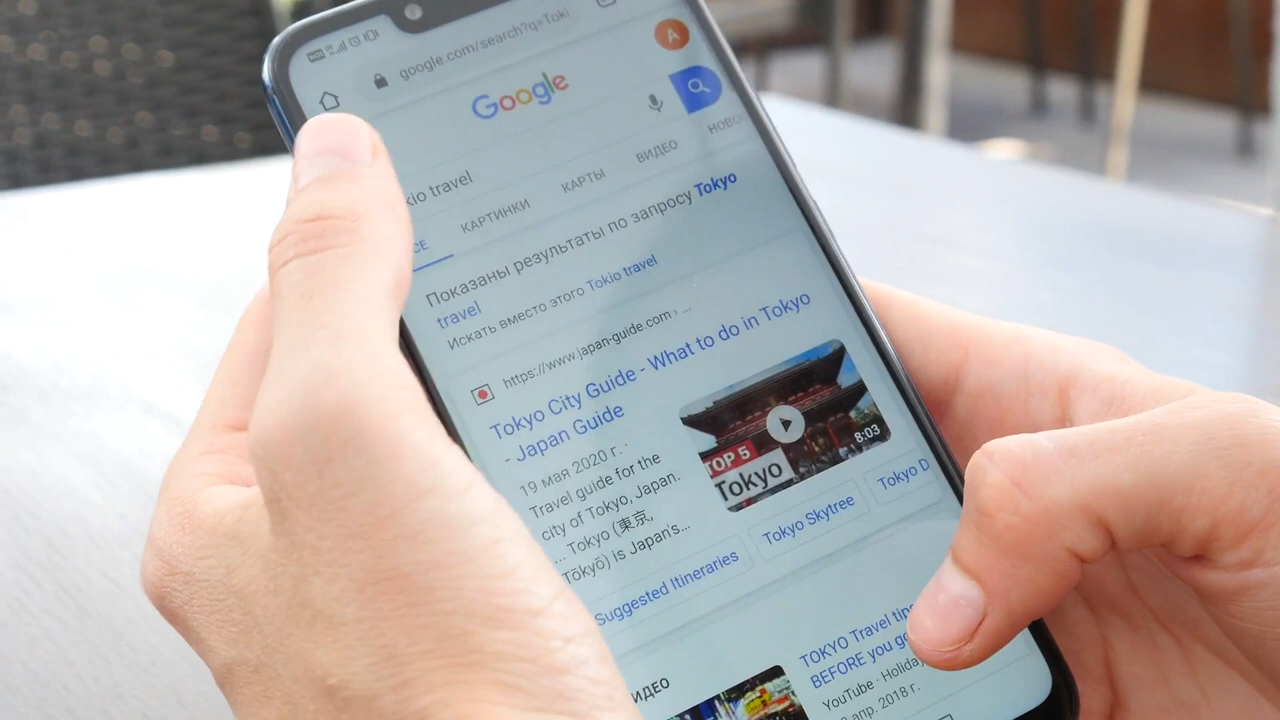 google.com/search?q=Toki
A
Google
kio travel
СЕ КАРТИНКИ КАРТЫ ВИДЕО НОВО
Показаны результаты по запросу Tokyo
travel
Искать вместо этого Tokio travel
https://www.japan-guide.com › ...
Tokyo City Guide - What to do in Tokyo
- Japan Guide
19 мая 2020 г. ·
Travel guide for the
city of Tokyo, Japan.
... Tokyo (東京,
Tōkyō) is Japan's...
TOP 5
Tokyo
8:03
Suggested Itineraries
Tokyo Skytree
Tokyo D
ИДЕО
TOKYO Travel tip
BEFORE you go
YouTube · Holiday
апр. 2018 г.